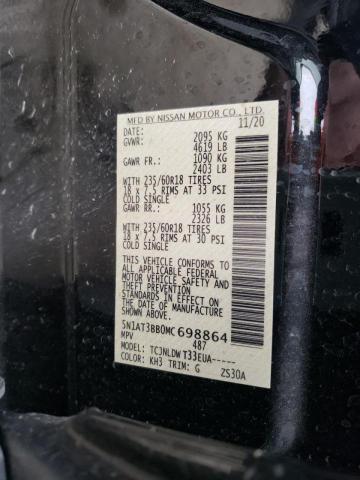 MFD BY NISSAN MOTOR CO., LTD.
DATE: 11/20
GVWR: 2095 KG
4619 LB
GAWR FR: 1090 KG
2403 LB
WITH 235/60R18 TIRES
18 x 7.5 RIMS AT 33 PSI
COLD SINGLE
GAWR RR: 1055 KG
2326 LB
WITH 235/60R18 TIRES
18 x 7.5 RIMS AT 30 PSI
COLD SINGLE
THIS VEHICLE CONFORMS TO ALL
APPLICABLE FEDERAL
MOTOR VEHICLE SAFETY AND
THEFT PREVENTION
STANDARDS IN EFFECT ON THE
DATE OF MANUFACTURE
SHOWN ABOVE.
5N1AT3BB0MC698864
MPV 487
MODEL: TCJNLDW T33EUA-----
COLOR: KH3 TRIM: G ZS30A